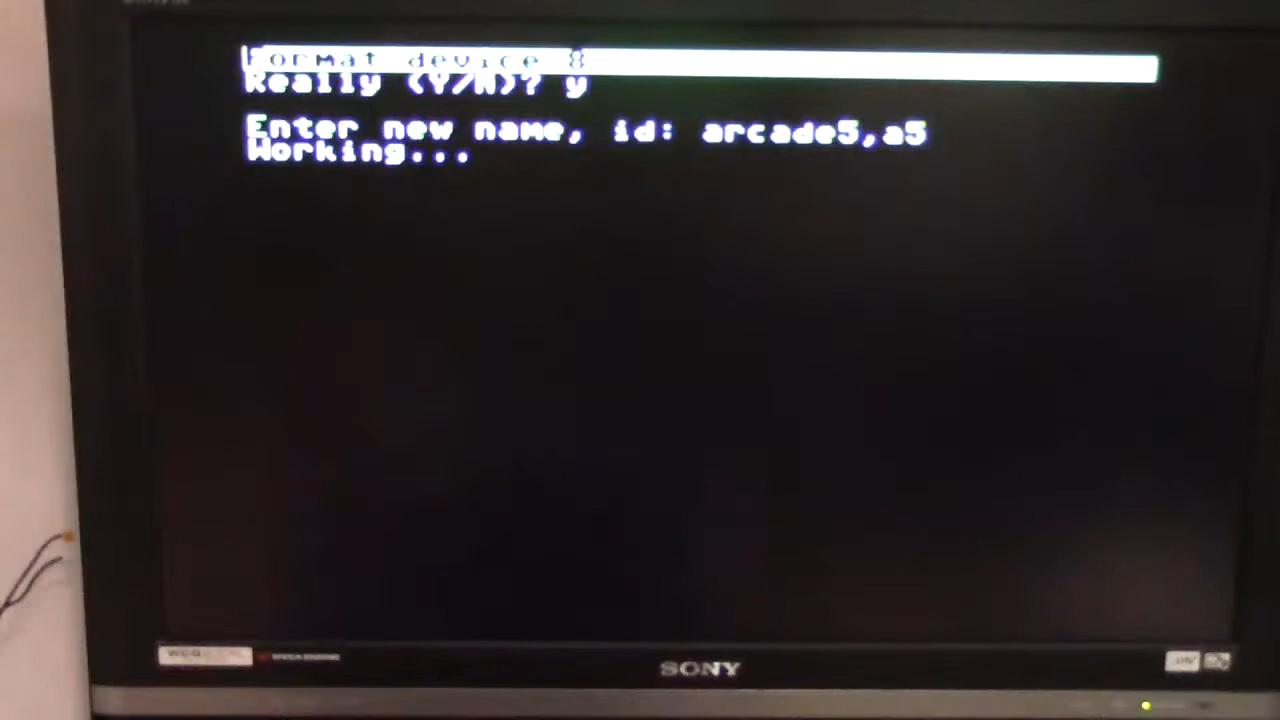 Format device 8
Really (Y/N)? y
Enter new name, id: arcade5,a5
Working...
SONY